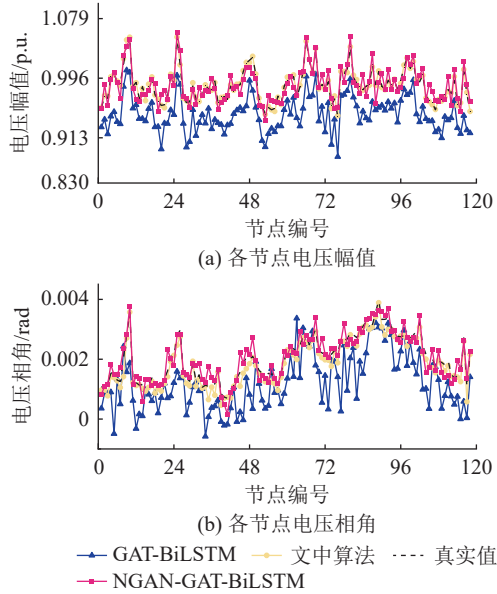 1.079
0.996
0.913
0.830
电压幅值/p.u.
0 24 48 72 96 120
节点编号
(a) 各节点电压幅值
0.004
0.002
0
电压相角/rad
0 24 48 72 96 120
节点编号
(b) 各节点电压相角
GAT-BiLSTM 文中算法 真实值
NGAN-GAT-BiLSTM